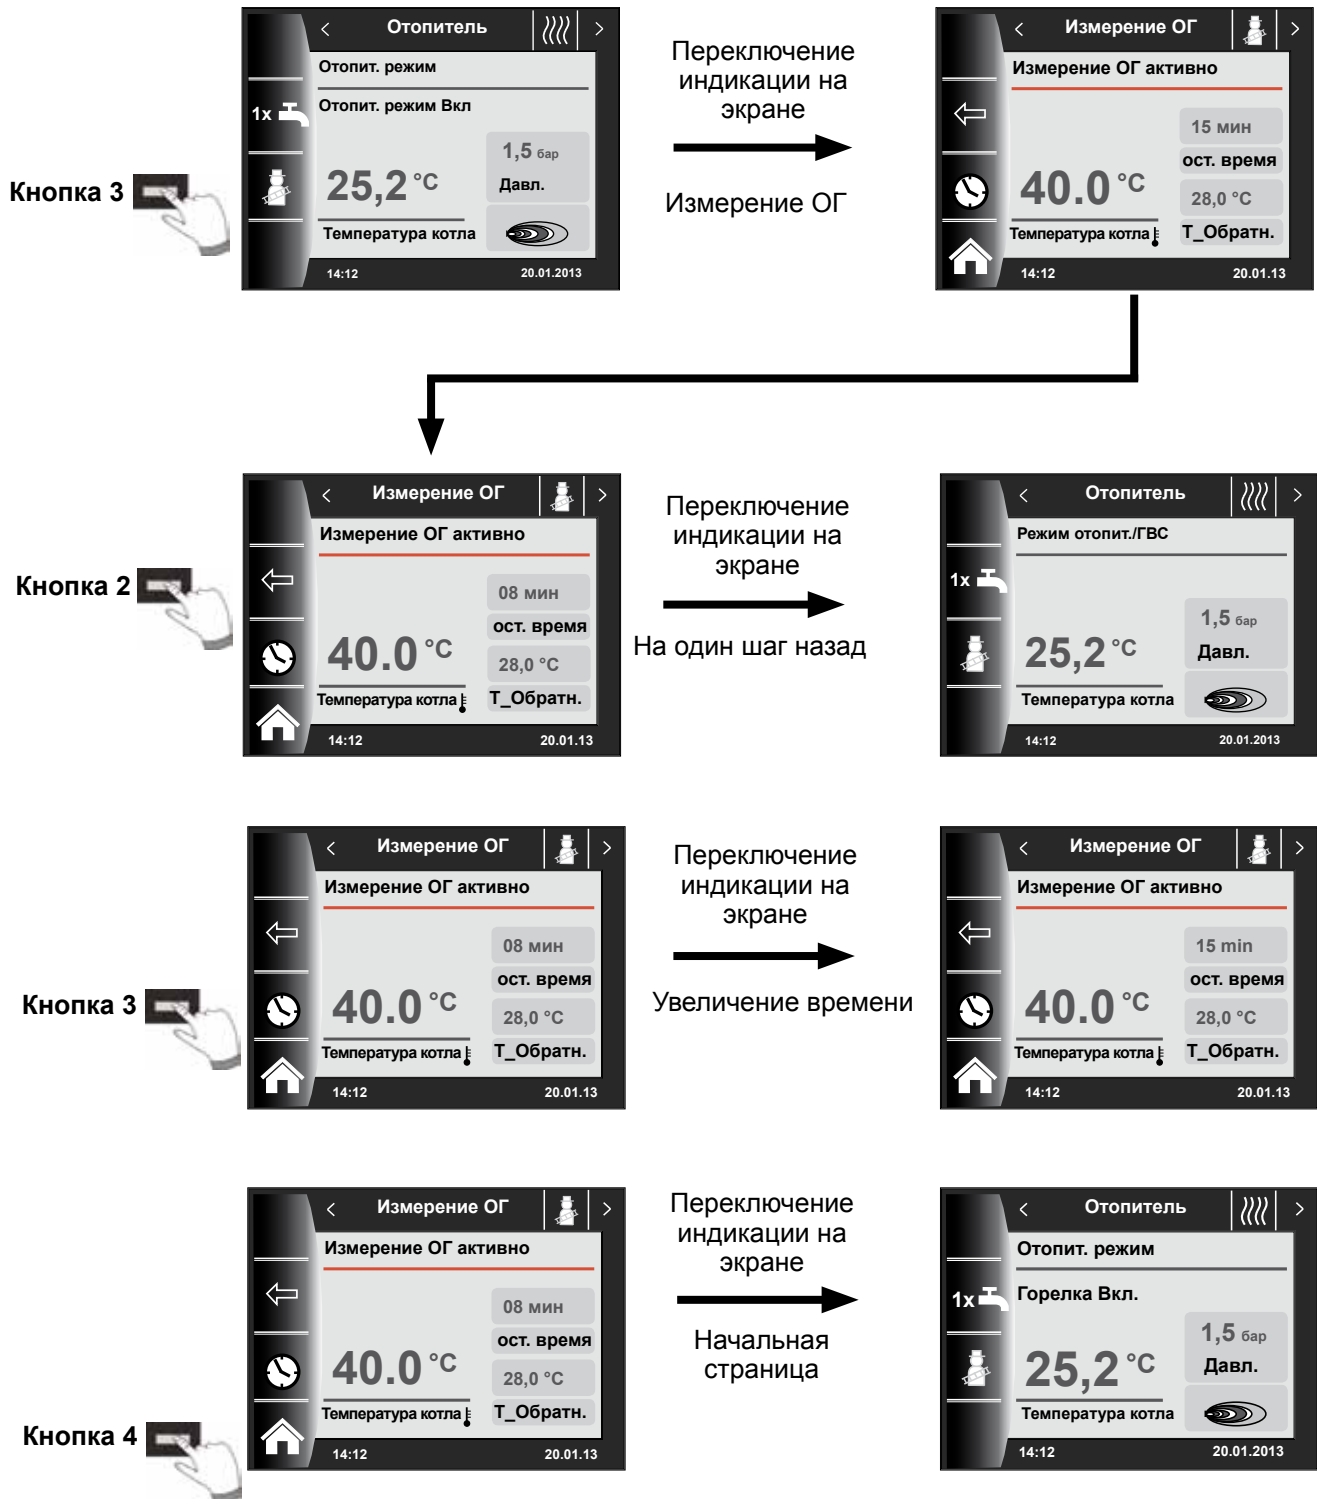 < Отопитель >
Отопит. режим
Отопит. режим Вкл
1x
1,5 бар
25,2 °C
Давл.
Температура котла
14:12 20.01.2013
Кнопка 3
Переключение
индикации на
экране
Измерение ОГ
< Измерение ОГ >
Измерение ОГ активно
15 мин
ост. время
40.0 °C
28,0 °C
Температура котла
T_Обратн.
14:12 20.01.13
Кнопка 2
< Измерение ОГ >
Измерение ОГ активно
08 мин
ост. время
40.0 °C
28,0 °C
Температура котла
T_Обратн.
14:12 20.01.13
Переключение
индикации на
экране
На один шаг назад
< Отопитель >
Режим отопит./ГВС
1x
1,5 бар
25,2 °C
Давл.
Температура котла
14:12 20.01.2013
Кнопка 3
< Измерение ОГ >
Измерение ОГ активно
08 мин
ост. время
40.0 °C
28,0 °C
Температура котла
T_Обратн.
14:12 20.01.13
Переключение
индикации на
экране
Увеличение времени
< Измерение ОГ >
Измерение ОГ активно
15 min
ост. время
40.0 °C
28,0 °C
Температура котла
T_Обратн.
14:12 20.01.13
Кнопка 4
< Измерение ОГ >
Измерение ОГ активно
08 мин
ост. время
40.0 °C
28,0 °C
Температура котла
T_Обратн.
14:12 20.01.13
Переключение
индикации на
экране
Начальная
страница
< Отопитель >
Отопит. режим
Горелка Вкл.
1x
1,5 бар
25,2 °C
Давл.
Температура котла
14:12 20.01.2013